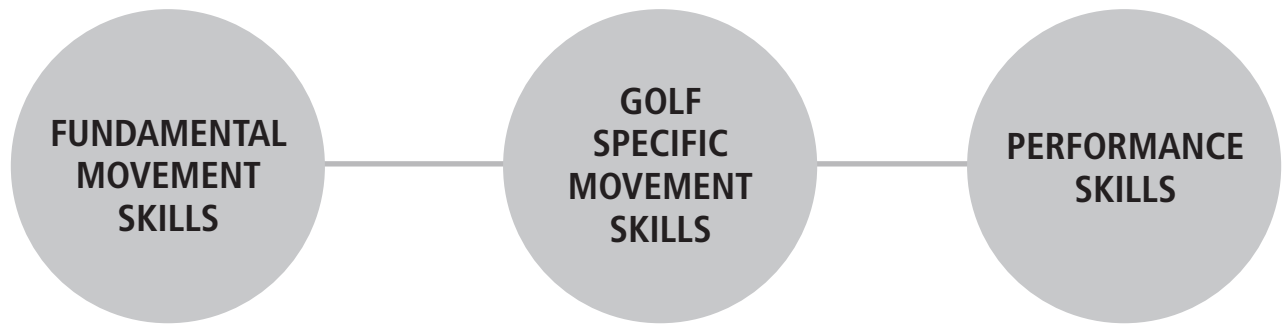 FUNDAMENTAL
MOVEMENT
SKILLS
GOLF
SPECIFIC
MOVEMENT
SKILLS
PERFORMANCE
SKILLS